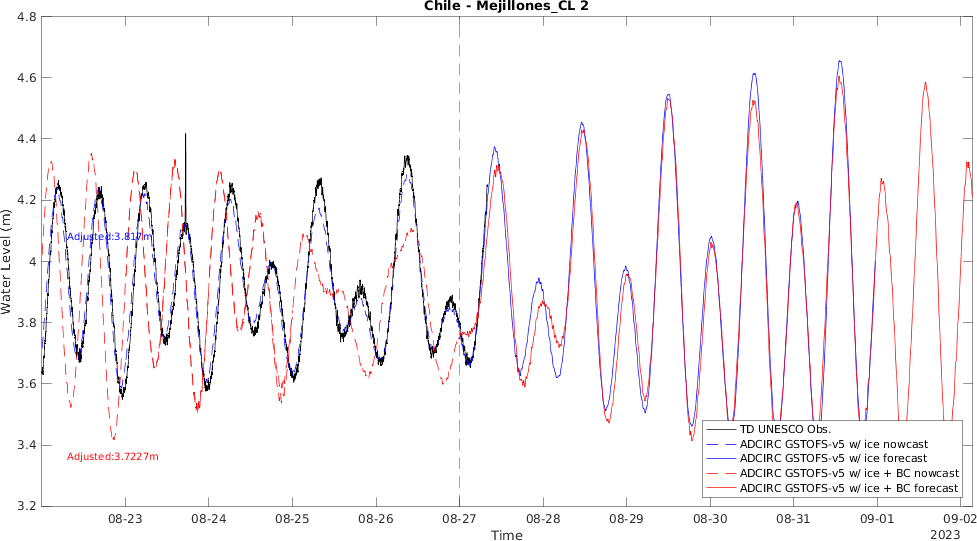 Chile - Mejillones_CL 2
4.8
4.6
4.4
4.2
4
3.8
3.6
3.4
3.2
Water Level (m)
Adjusted:3.817m
Adjusted:3.7227m
TD UNESCO Obs.
ADCIRC GSTOFS-v5 w/ ice nowcast
ADCIRC GSTOFS-v5 w/ ice forecast
ADCIRC GSTOFS-v5 w/ ice + BC nowcast
ADCIRC GSTOFS-v5 w/ ice + BC forecast
08-23 08-24 08-25 08-26 08-27 08-28 08-29 08-30 08-31 09-01 09-02
Time
2023